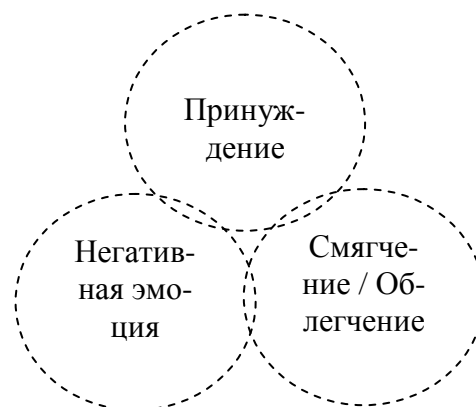 Принуж-
дение
Негатив-
ная эмо-
ция
Смягче-
ние / Об-
легчение